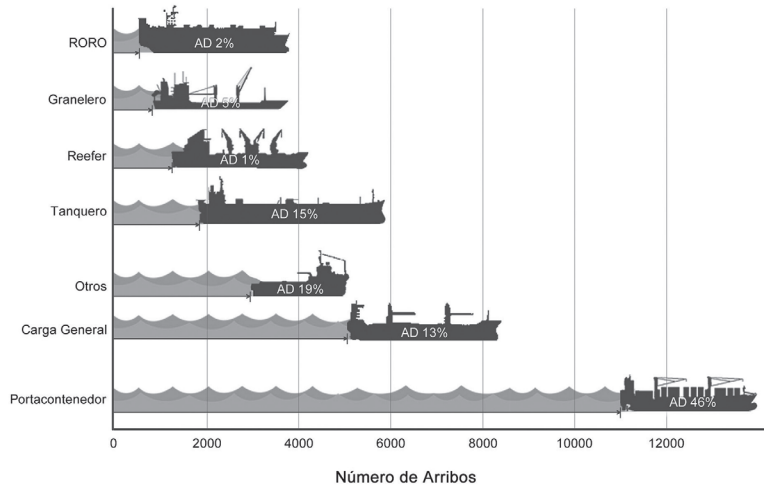 RORO
AD 2%
Granelero
AD 5%
Reefer
AD 1%
Tanquero
AD 15%
Otros
AD 19%
Carga General
AD 13%
Portacontenedor
AD 46%
0 2000 4000 6000 8000 10000 12000
Número de Arribos